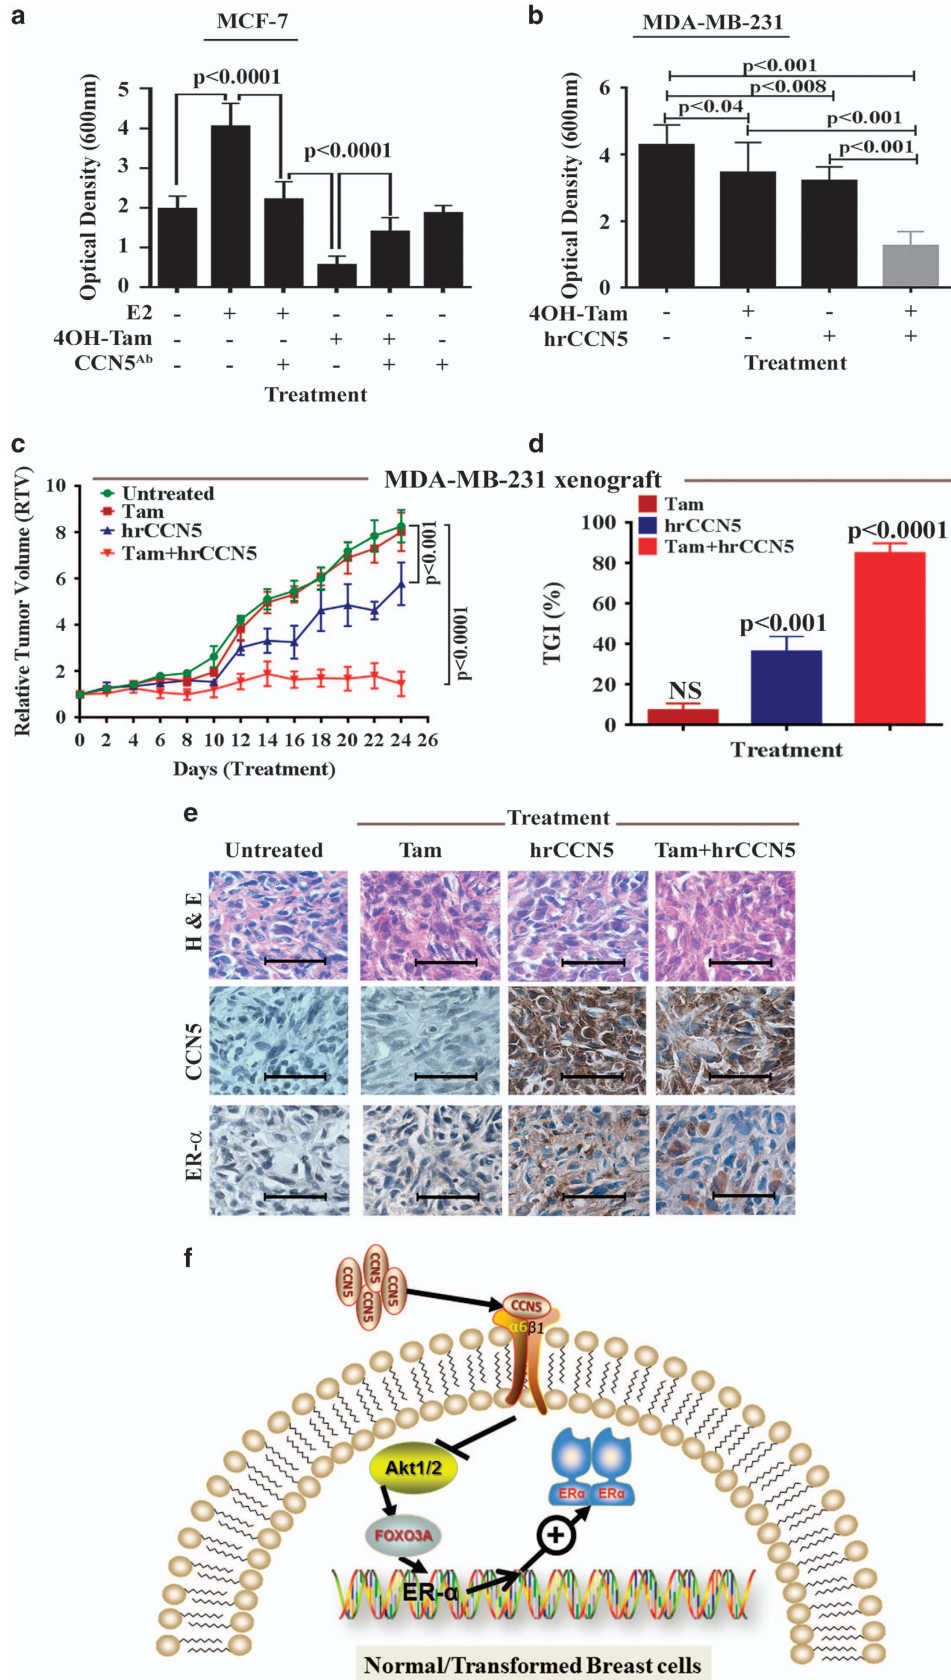 a
MCF-7
p<0.0001
p<0.0001
Optical Density (600nm)
5
4
3
2
1
0
E2 - + + - - -
4OH-Tam - - - + + -
CCN5Ab - - + - + +
Treatment
b
MDA-MB-231
p<0.001
p<0.008
p<0.04
p<0.001
p<0.001
Optical Density (600nm)
6
4
2
0
4OH-Tam - + - +
hrCCN5 - - + +
Treatment
MDA-MB-231 xenograft
c
Relative Tumor Volume (RTV)
10
8
6
4
2
0
Untreated
Tam
hrCCN5
Tam+hrCCN5
p<0.001
p<0.0001
0 2 4 6 8 10 12 14 16 18 20 22 24 26
Days (Treatment)
d
Tam
hrCCN5
Tam+hrCCN5
TGI (%)
100
80
60
40
20
0
NS
p<0.001
p<0.0001
Treatment
e
Treatment
Untreated Tam hrCCN5 Tam+hrCCN5
H & E
CCN5
ER-α
f
CCN5
CCN5
CCN5
CCN5
CCN5
α6β1
Akt1/2
FOXO3A
ER-α
+
ERα ERα
Normal/Transformed Breast cells